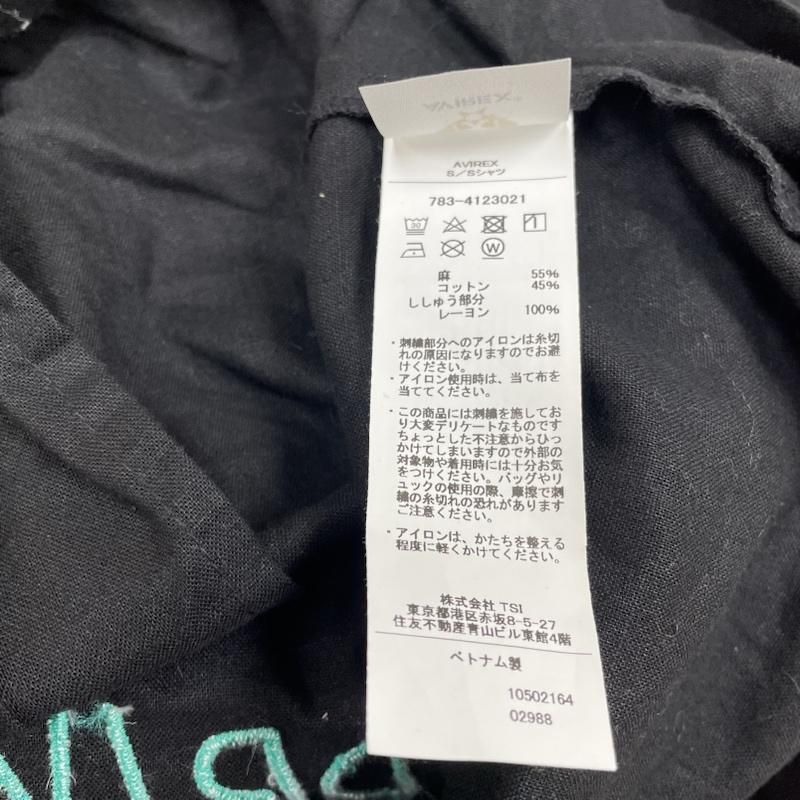 AVIREX
AVIREX
S/Sシャツ
783-4123021
30
W
麻 55%
コットン 45%
ししゅう部分
レーヨン 100%
・刺繍部分へのアイロンは糸切
れの原因になりますのでお避
けください。
・アイロン使用時は、当て布を
当ててください。
・この商品には刺繍を施してお
り大変デリケートなものです
ちょっとした不注意からひっ
かけてしまいますので外部の
対象物や着用時には十分お気
をつけください。バッグやリ
ュックの使用の際、摩擦で刺
繍の糸切れの恐れがあります
ご注意ください。
・アイロンは、かたちを整える
程度に軽くかけてください。
株式会社 TSI
東京都港区赤坂8-5-27
住友不動産青山ビル東館4階
ベトナム製
10502164
02988